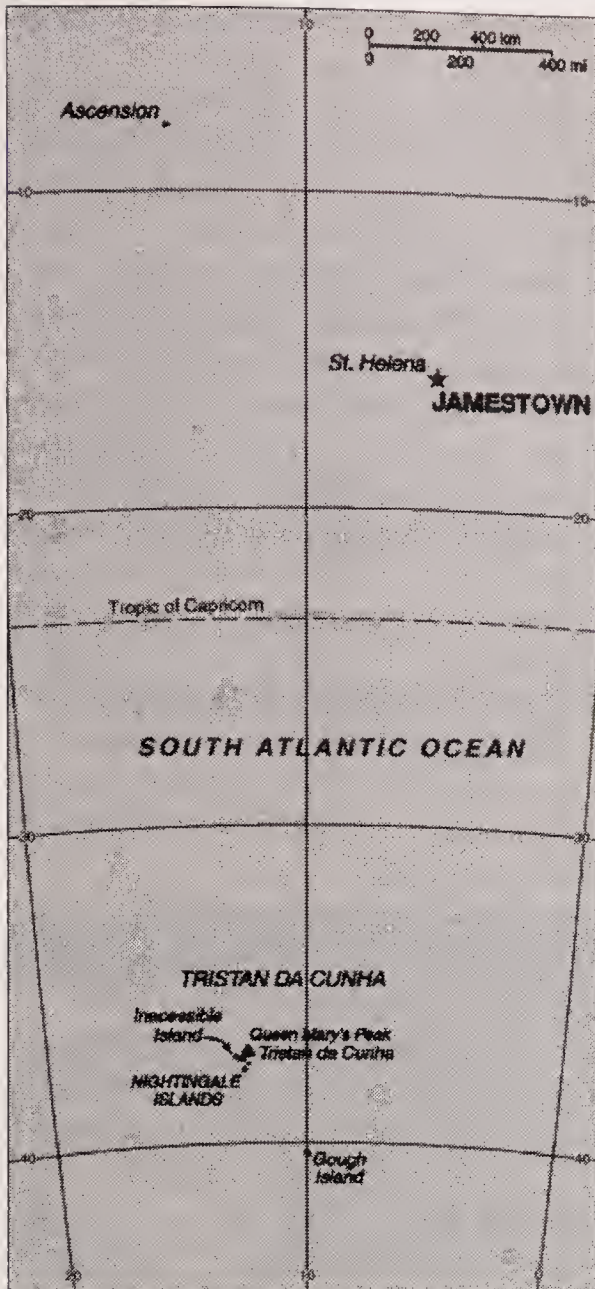 10
0 200 400 km
0 200 400 mi
Ascension
10 10
St. Helena
JAMESTOWN
20 20
Tropic of Capricorn
SOUTH ATLANTIC OCEAN
30 30
TRISTAN DA CUNHA
Inaccessible
Island
Queen Mary's Peak
Tristan da Cunha
NIGHTINGALE
ISLANDS
40 40
Gough
Island
20 10 0